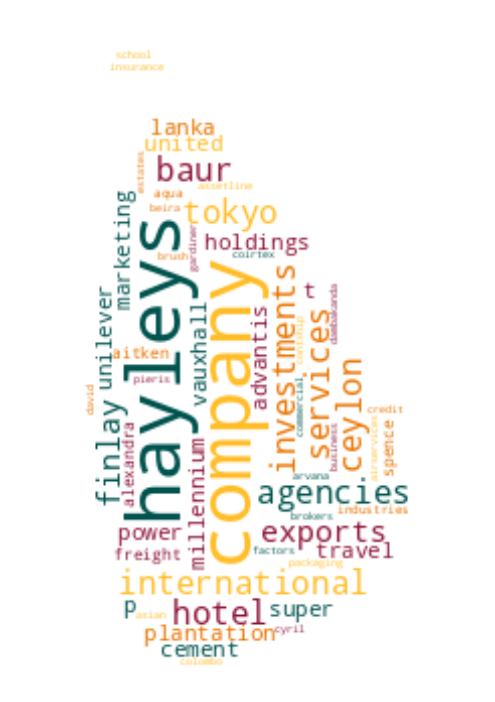 school
insurance
lanka
united
baur
estates
assetline
aqua
beira
tokyo
marketing
hayleys
gardiner
holdings
coirtex
brush
company
investments
t
dambakanda
unilever
vauxhall
advantis
services
contship
aitken
ceylon
pieris
david
finlay
commercial
credit
alexandra
airservices
spence
millennium
business
arvana
agencies
industries
brokers
power
exports
freight
factors
travel
packaging
international
p
asian
hotel
super
plantation
cyril
cement
colombo